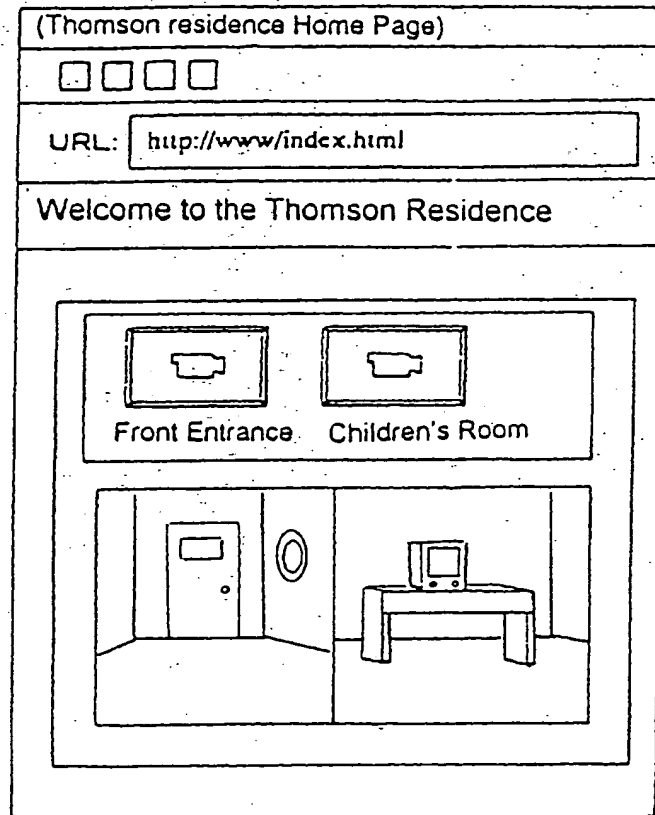 (Thomson residence Home Page)
URL: http://www/index.html
Welcome to the Thomson Residence
Front Entrance Children's Room